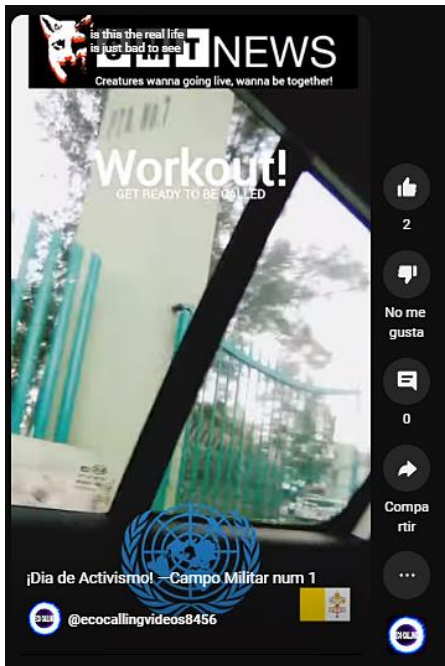 is this the real life
is just bad to see
GMT NEWS
Creatures wanna going live, wanna be together!
Workout!
GET READY TO BE CALLED
2
No me
gusta
0
Compa
rtir
¡Dia de Activismo! —Campo Militar num 1
@ecocallingvideos8456